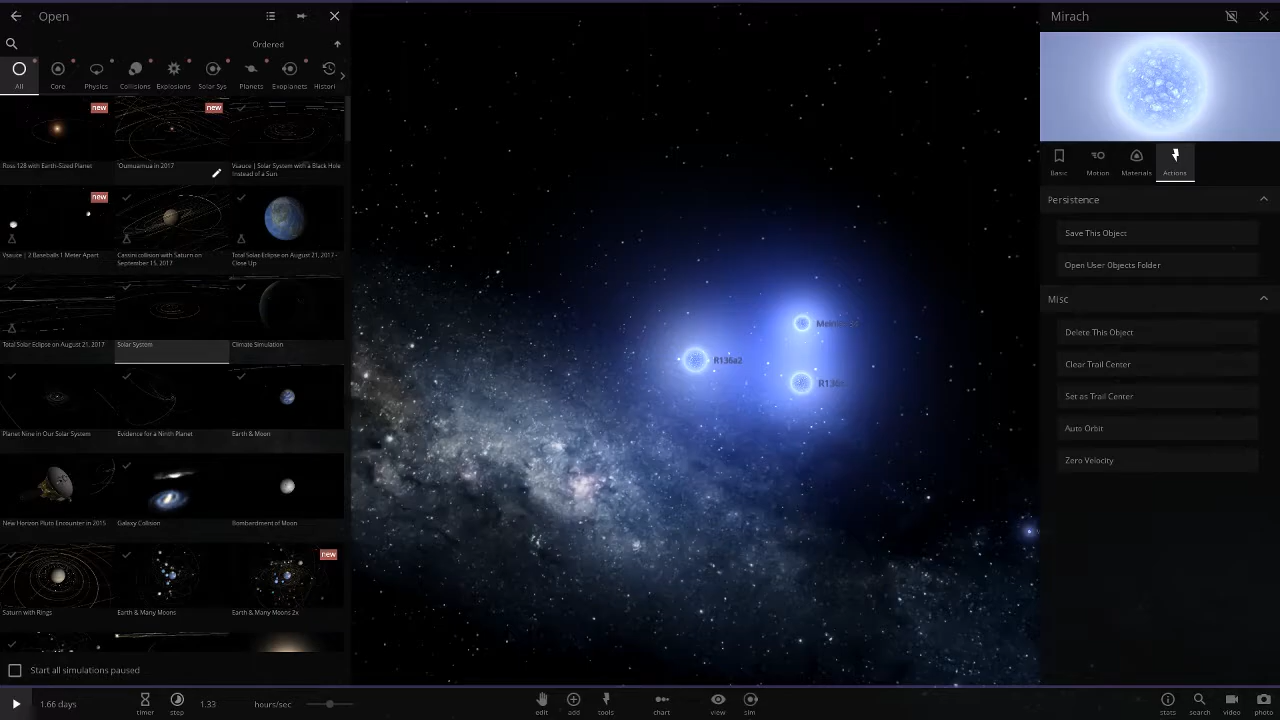 Open
Ordered
All
Core
Physics
Collisions
Explosions
Solar Sys
Planets
Exoplanets
Histori
new
Ross 128 with Earth-Sized Planet
new
'Oumuamua in 2017
Vsauce | Solar System with a Black Hole
Instead of a Sun
new
Vsauce | 2 Baseballs 1 Meter Apart
Cassini collision with Saturn on
September 15, 2017
Total Solar Eclipse on August 21, 2017 -
Close Up
Total Solar Eclipse on August 21, 2017
Solar System
Climate Simulation
Planet Nine in Our Solar System
Evidence for a Ninth Planet
Earth & Moon
New Horizon Pluto Encounter in 2015
Galaxy Collision
Bombardment of Moon
Saturn with Rings
Earth & Many Moons
new
Earth & Many Moons 2x
Start all simulations paused
R136a2
Mirach
Basic
Motion
Materials
Actions
Persistence
Save This Object
Open User Objects Folder
Misc
Delete This Object
Clear Trail Center
Set as Trail Center
Auto Orbit
Zero Velocity
1.66 days
timer
step
1.33
hours/sec
edit
add
tools
chart
view
sim
stats
search
video
photo